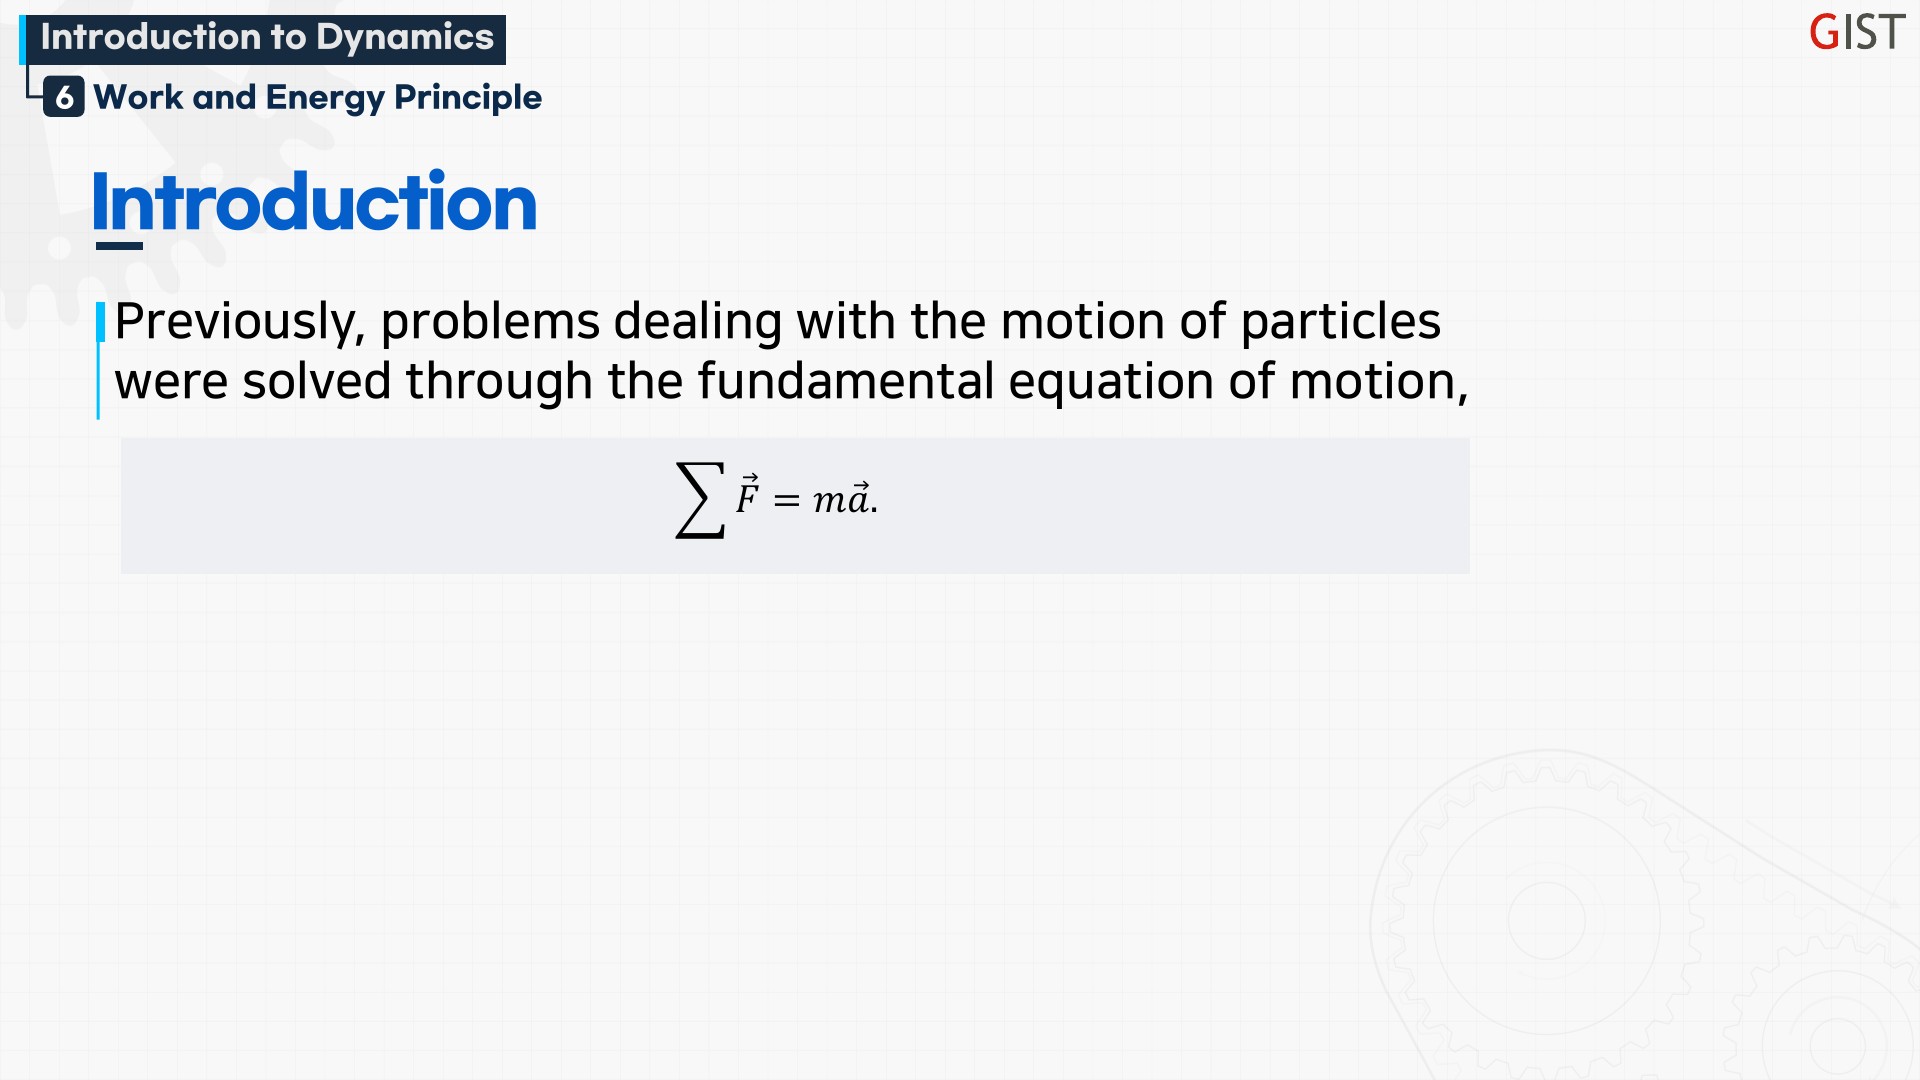 Introduction to Dynamics
GIST
6 Work and Energy Principle
Introduction
Previously, problems dealing with the motion of particles
were solved through the fundamental equation of motion,
∑ F⃗ = ma⃗.